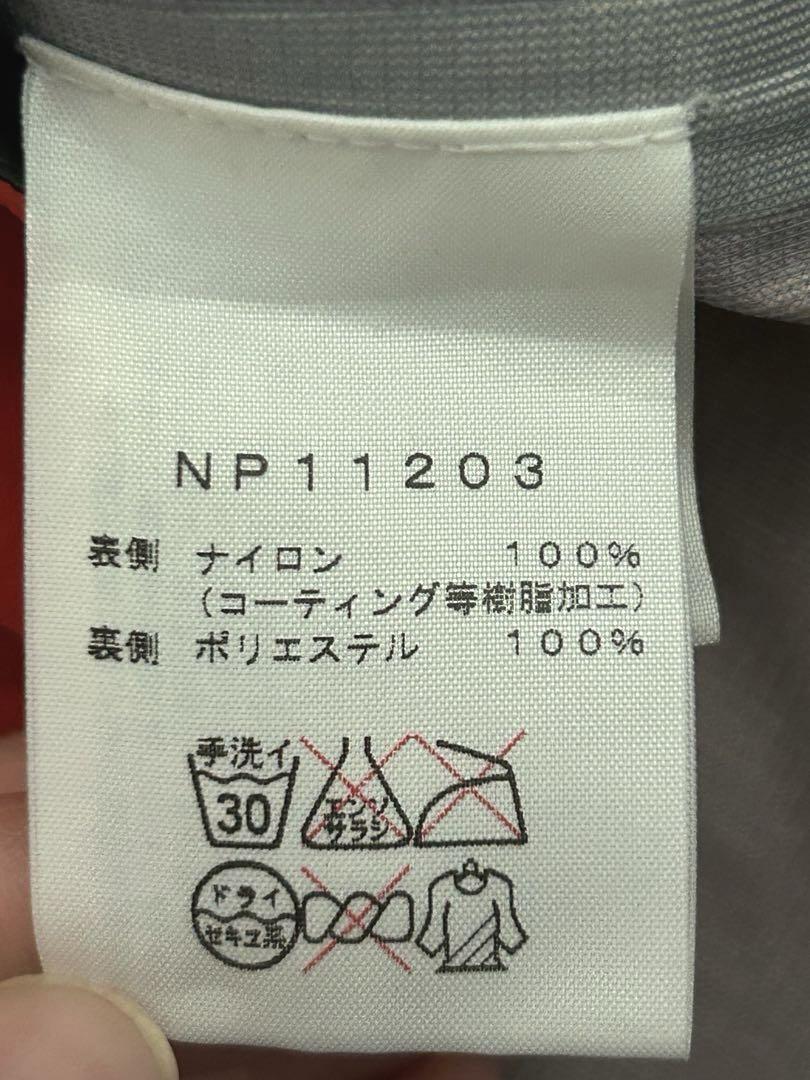 NP11203
表側 ナイロン 100%
(コーティング等樹脂加工)
裏側 ポリエステル 100%
手洗イ
30
エンソ
サラシ
ドライ
セキユ系